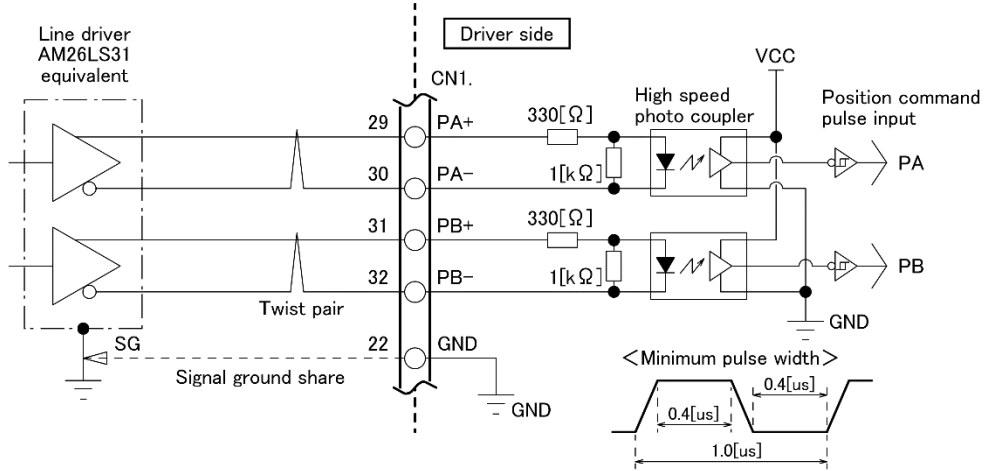 Line driver
AM26LS31
equivalent
Driver side
CN1.
VCC
High speed
photo coupler
Position command
pulse input
29
PA+
330[Ω]
30
PA-
1[kΩ]
PA
31
PB+
330[Ω]
32
PB-
1[kΩ]
PB
Twist pair
SG
22
GND
GND
Signal ground share
GND
<Minimum pulse width>
0.4[us]
0.4[us]
1.0[us]